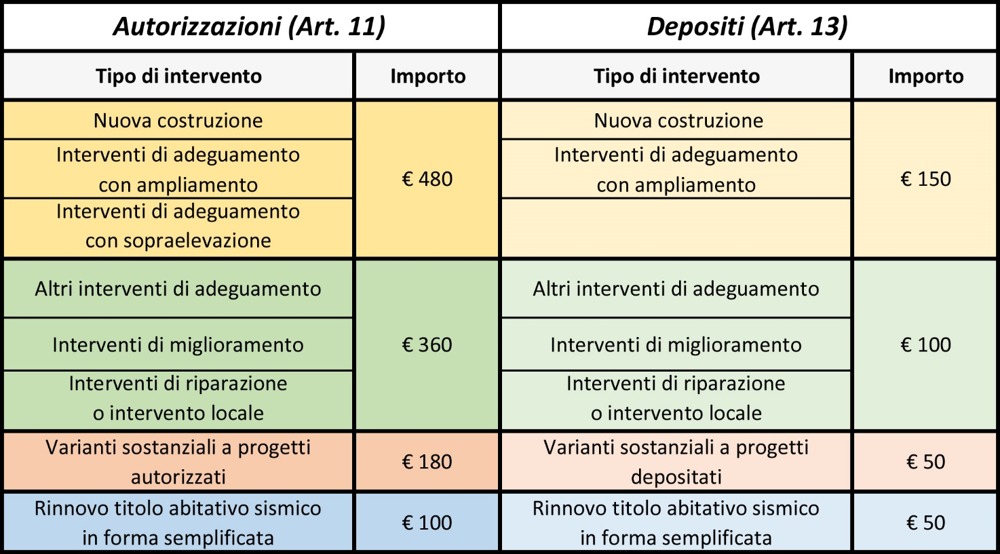 Autorizzazioni (Art. 11)
Depositi (Art. 13)
Tipo di intervento
Importo
Tipo di intervento
Importo
Nuova costruzione
Interventi di adeguamento
con ampliamento
Interventi di adeguamento
con sopraelevazione
€ 480
Nuova costruzione
Interventi di adeguamento
con ampliamento
€ 150
Altri interventi di adeguamento
Interventi di miglioramento
Interventi di riparazione
o intervento locale
€ 360
Altri interventi di adeguamento
Interventi di miglioramento
Interventi di riparazione
o intervento locale
€ 100
Varianti sostanziali a progetti
autorizzati
€ 180
Varianti sostanziali a progetti
depositati
€ 50
Rinnovo titolo abitativo sismico
in forma semplificata
€ 100
Rinnovo titolo abitativo sismico
in forma semplificata
€ 50